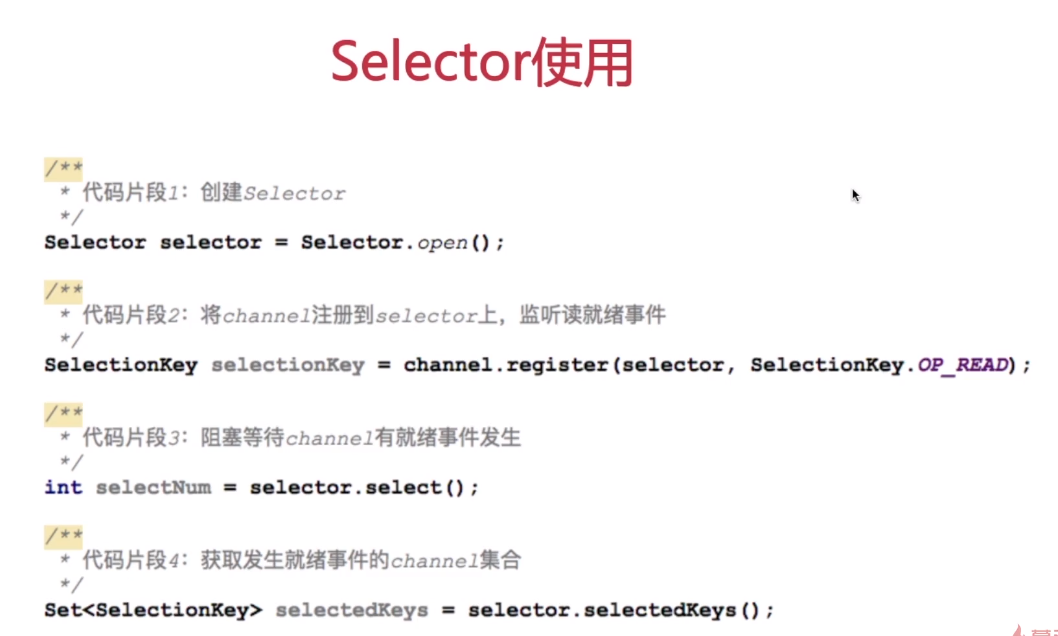 Selector使用
/**
 * 代码片段1：创建Selector
 */
Selector selector = Selector.open();
/**
 * 代码片段2：将channel注册到selector上，监听读就绪事件
 */
SelectionKey selectionKey = channel.register(selector, SelectionKey.OP_READ);
/**
 * 代码片段3：阻塞等待channel有就绪事件发生
 */
int selectNum = selector.select();
/**
 * 代码片段4：获取发生就绪事件的channel集合
 */
Set<SelectionKey> selectedKeys = selector.selectedKeys();